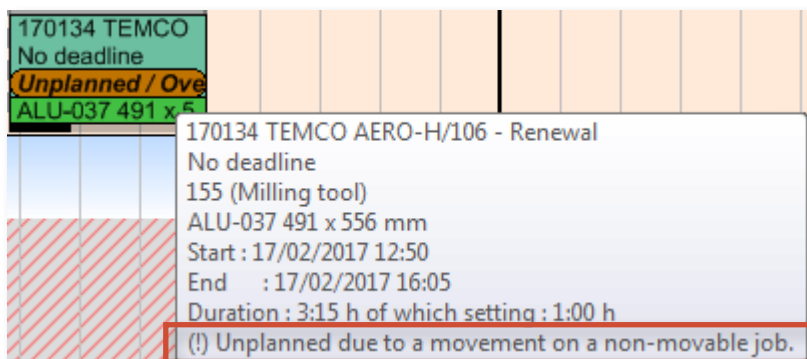 170134 TEMCO
No deadline
Unplanned / Ove
ALU-037 491 x 5
170134 TEMCO AERO-H/106 - Renewal
No deadline
155 (Milling tool)
ALU-037 491 x 556 mm
Start : 17/02/2017 12:50
End : 17/02/2017 16:05
Duration : 3:15 h of which setting : 1:00 h
(!) Unplanned due to a movement on a non-movable job.